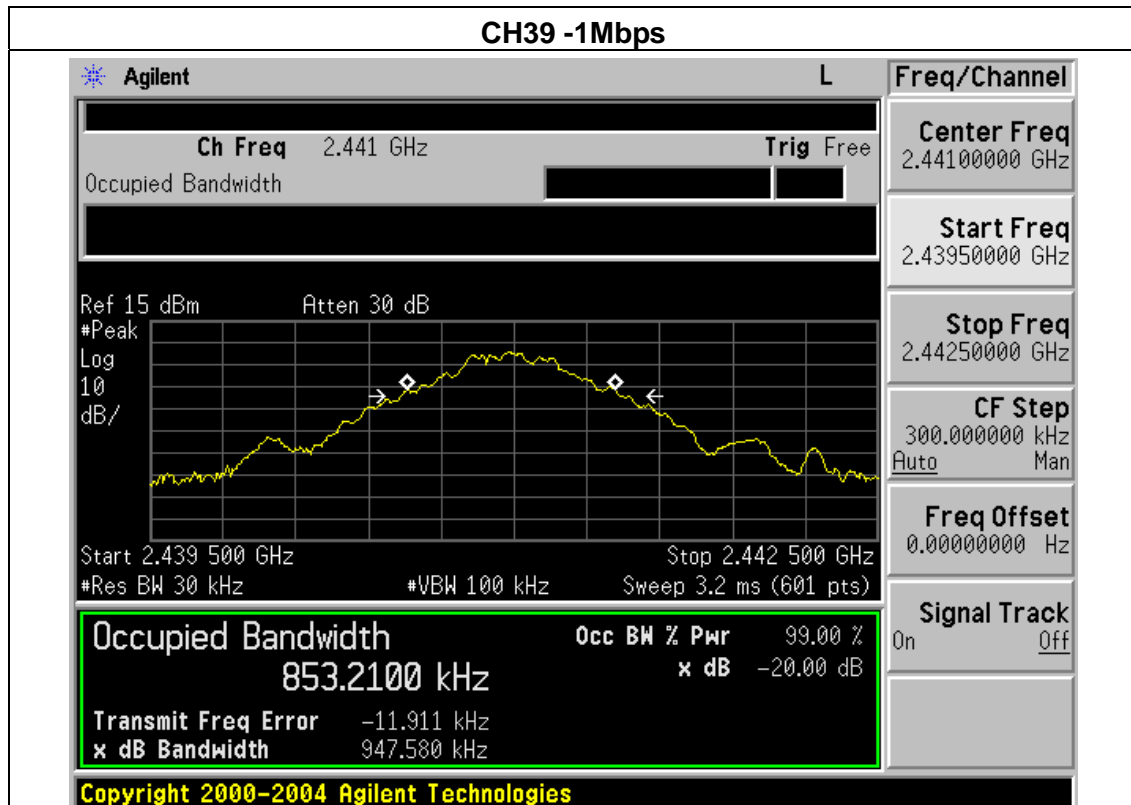 CH39 -1Mbps
Agilent L
Freq/Channel
Ch Freq 2.441 GHz Trig Free
Occupied Bandwidth
Center Freq
2.44100000 GHz
Start Freq
2.43950000 GHz
Stop Freq
2.44250000 GHz
CF Step
300.000000 kHz
Auto Man
Freq Offset
0.00000000 Hz
Signal Track
On Off
Ref 15 dBm Atten 30 dB
#Peak
Log
10
dB/
Start 2.439 500 GHz Stop 2.442 500 GHz
#Res BW 30 kHz #VBW 100 kHz Sweep 3.2 ms (601 pts)
Occupied Bandwidth Occ BW % Pwr 99.00 %
853.2100 kHz x dB -20.00 dB
Transmit Freq Error -11.911 kHz
x dB Bandwidth 947.580 kHz
Copyright 2000-2004 Agilent Technologies